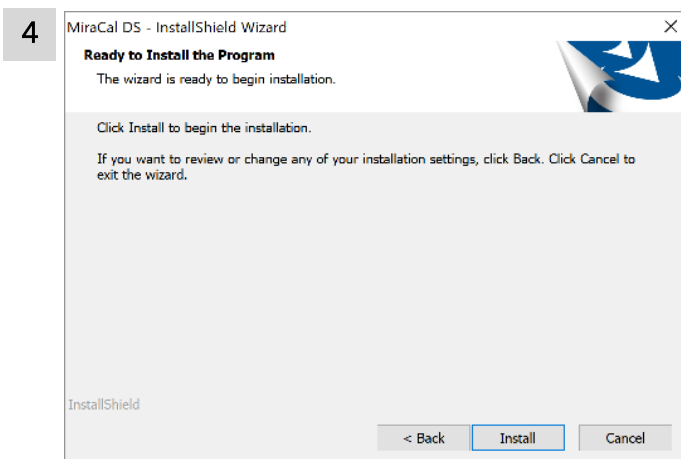 4
MiraCal DS - InstallShield Wizard
Ready to Install the Program
The wizard is ready to begin installation.
Click Install to begin the installation.
If you want to review or change any of your installation settings, click Back. Click Cancel to
exit the wizard.
InstallShield
< Back Install Cancel